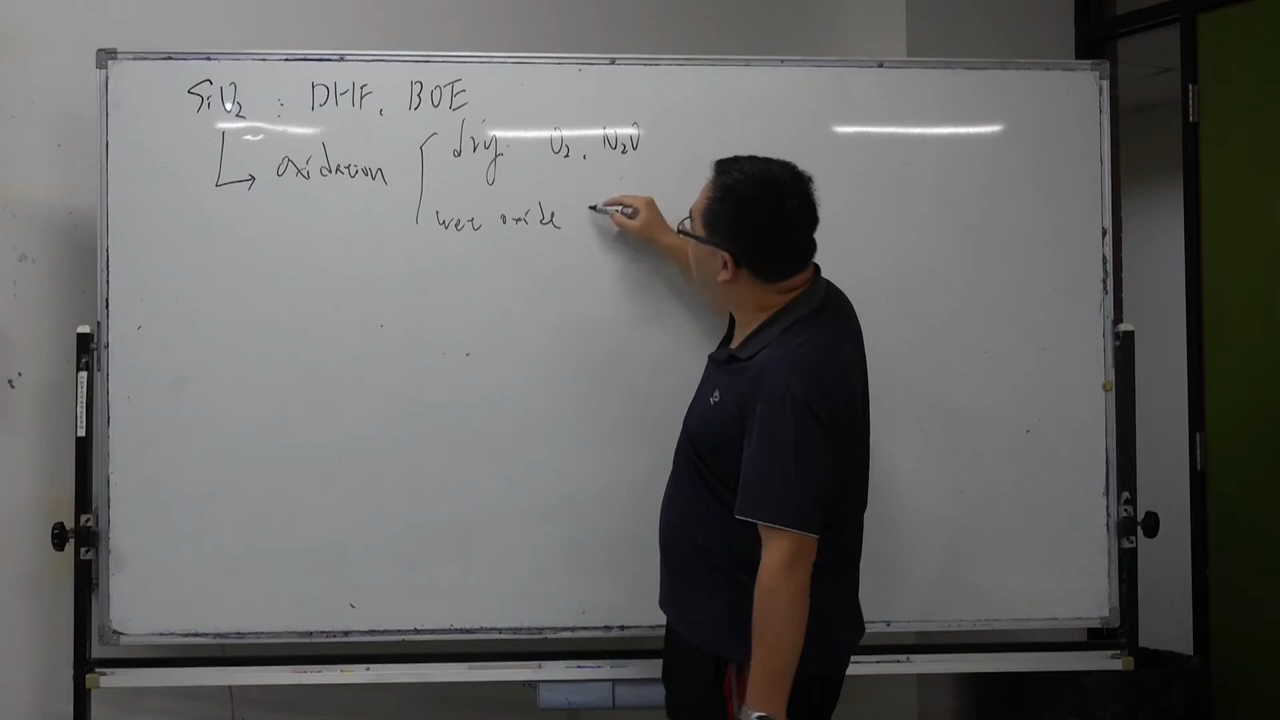 SiO2 : DHF, BOE
oxidation
dry O2, N2O
wet oxide